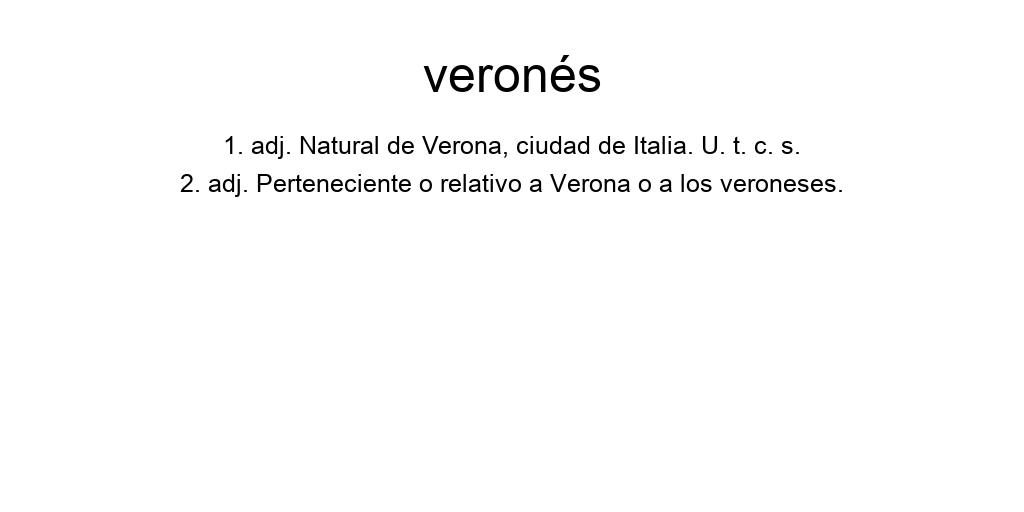 veronés
1. adj. Natural de Verona, ciudad de Italia. U. t. c. s.
2. adj. Perteneciente o relativo a Verona o a los veroneses.